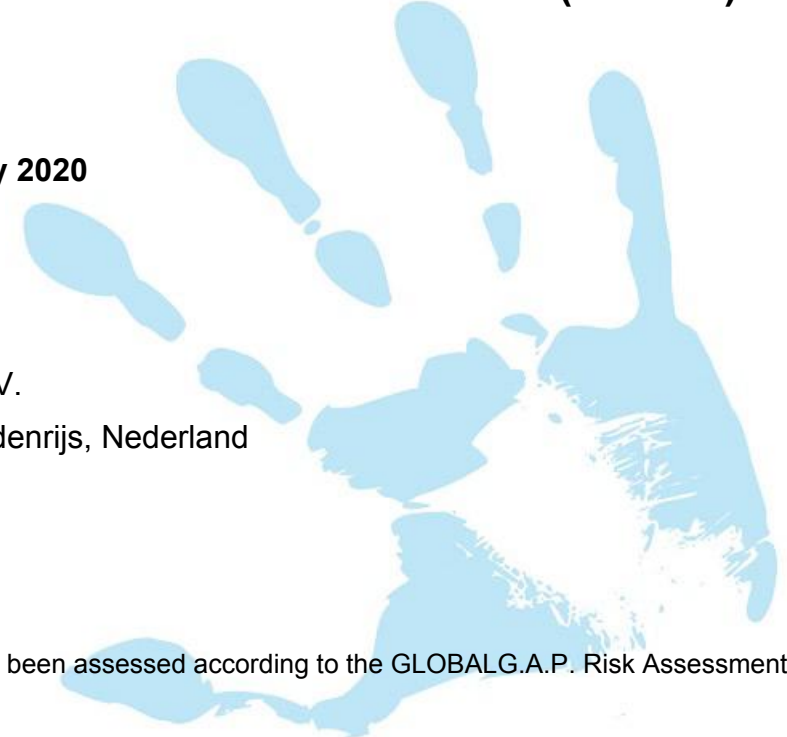 y 2020
V.
denrijs, Nederland
been assessed according to the GLOBALG.A.P. Risk Assessment